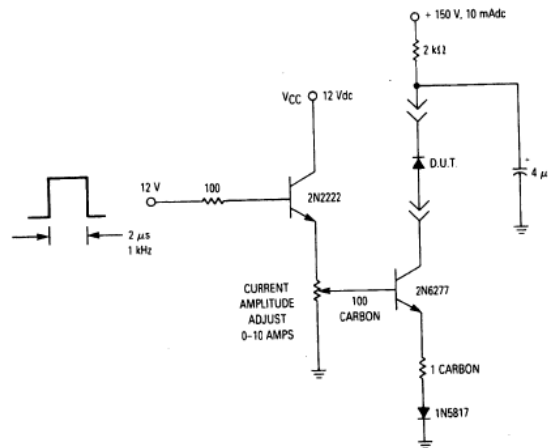 + 150 V, 10 mAdc
2 kΩ
VCC
12 Vdc
D.U.T.
+
4 μ
12 V
100
2N2222
2 μs
1 kHz
CURRENT
AMPLITUDE
ADJUST
0–10 AMPS
100
CARBON
2N6277
1 CARBON
1N5817